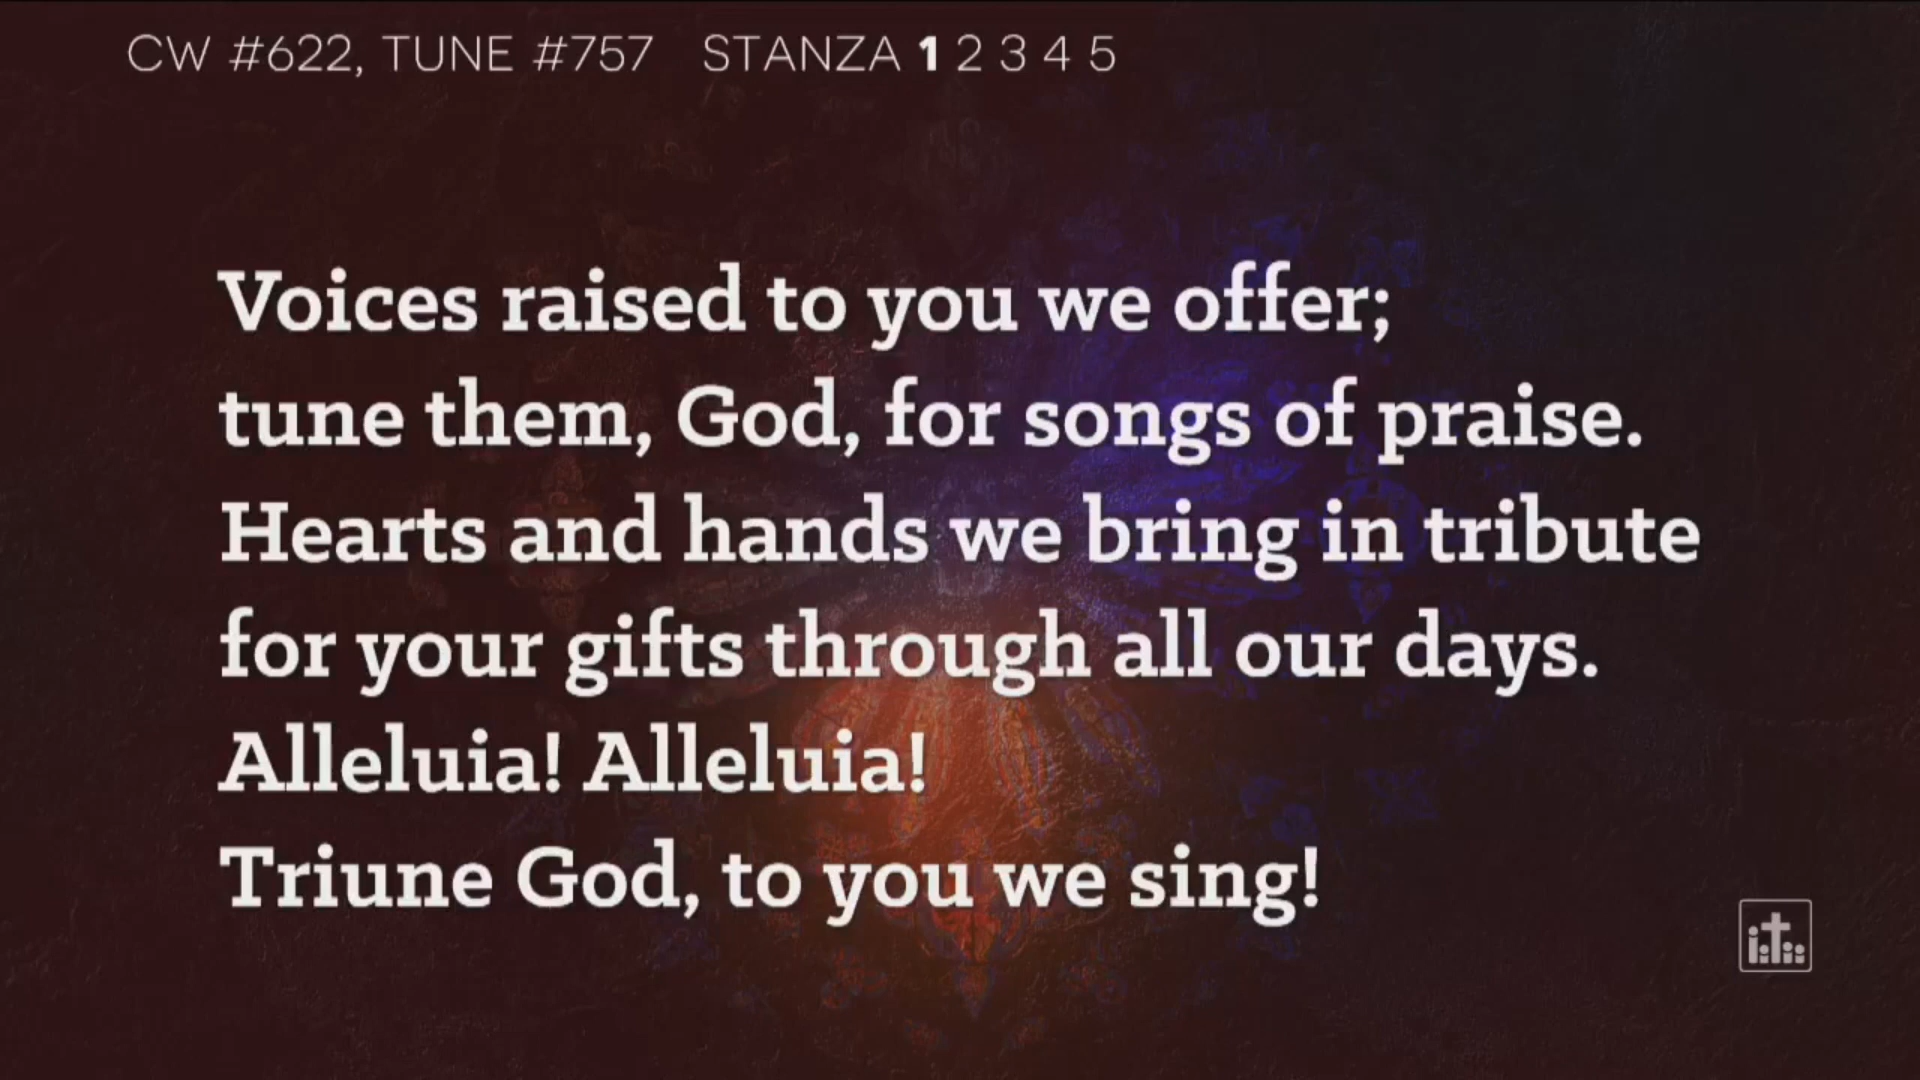 CW #622, TUNE #757 STANZA 1 2 3 4 5
Voices raised to you we offer;
tune them, God, for songs of praise.
Hearts and hands we bring in tribute
for your gifts through all our days.
Alleluia! Alleluia!
Triune God, to you we sing!